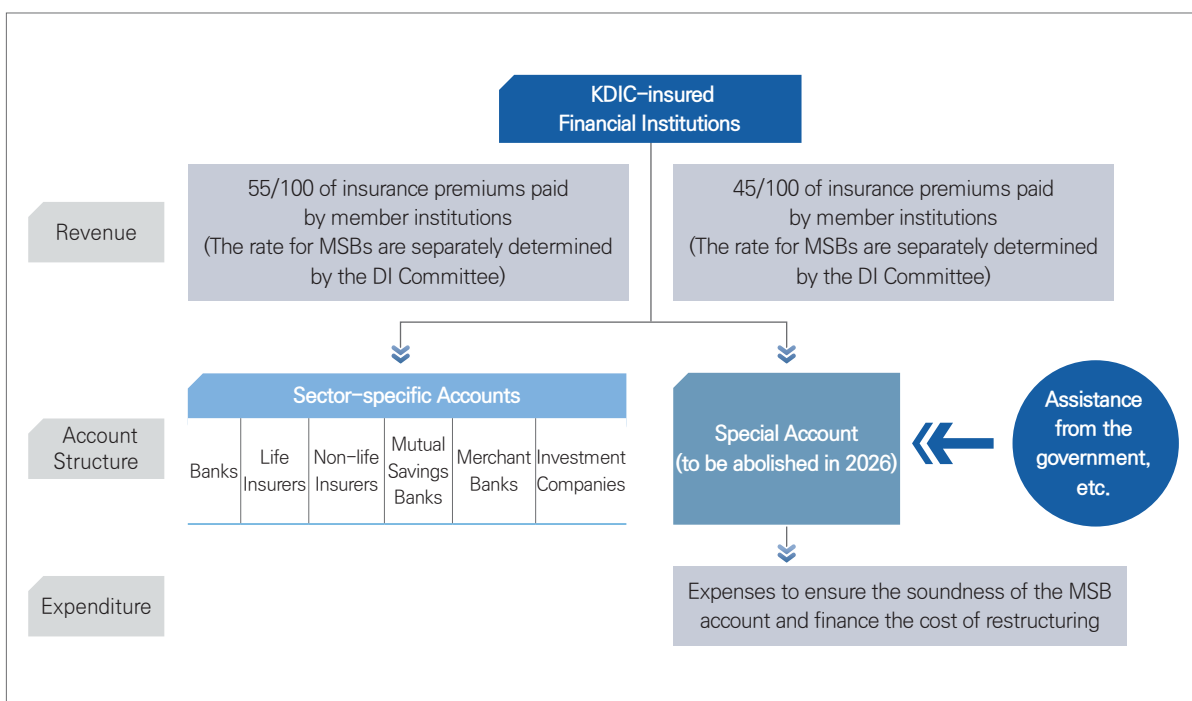 KDIC-insured
Financial Institutions
Revenue
55/100 of insurance premiums paid
by member institutions
(The rate for MSBs are separately determined
by the DI Committee)
45/100 of insurance premiums paid
by member institutions
(The rate for MSBs are separately determined
by the DI Committee)
Account
Structure
Sector-specific Accounts
Banks
Life
Insurers
Non-life
Insurers
Mutual
Savings
Banks
Merchant
Banks
Investment
Companies
Special Account
(to be abolished in 2026)
Assistance
from the
government,
etc.
Expenditure
Expenses to ensure the soundness of the MSB
account and finance the cost of restructuring